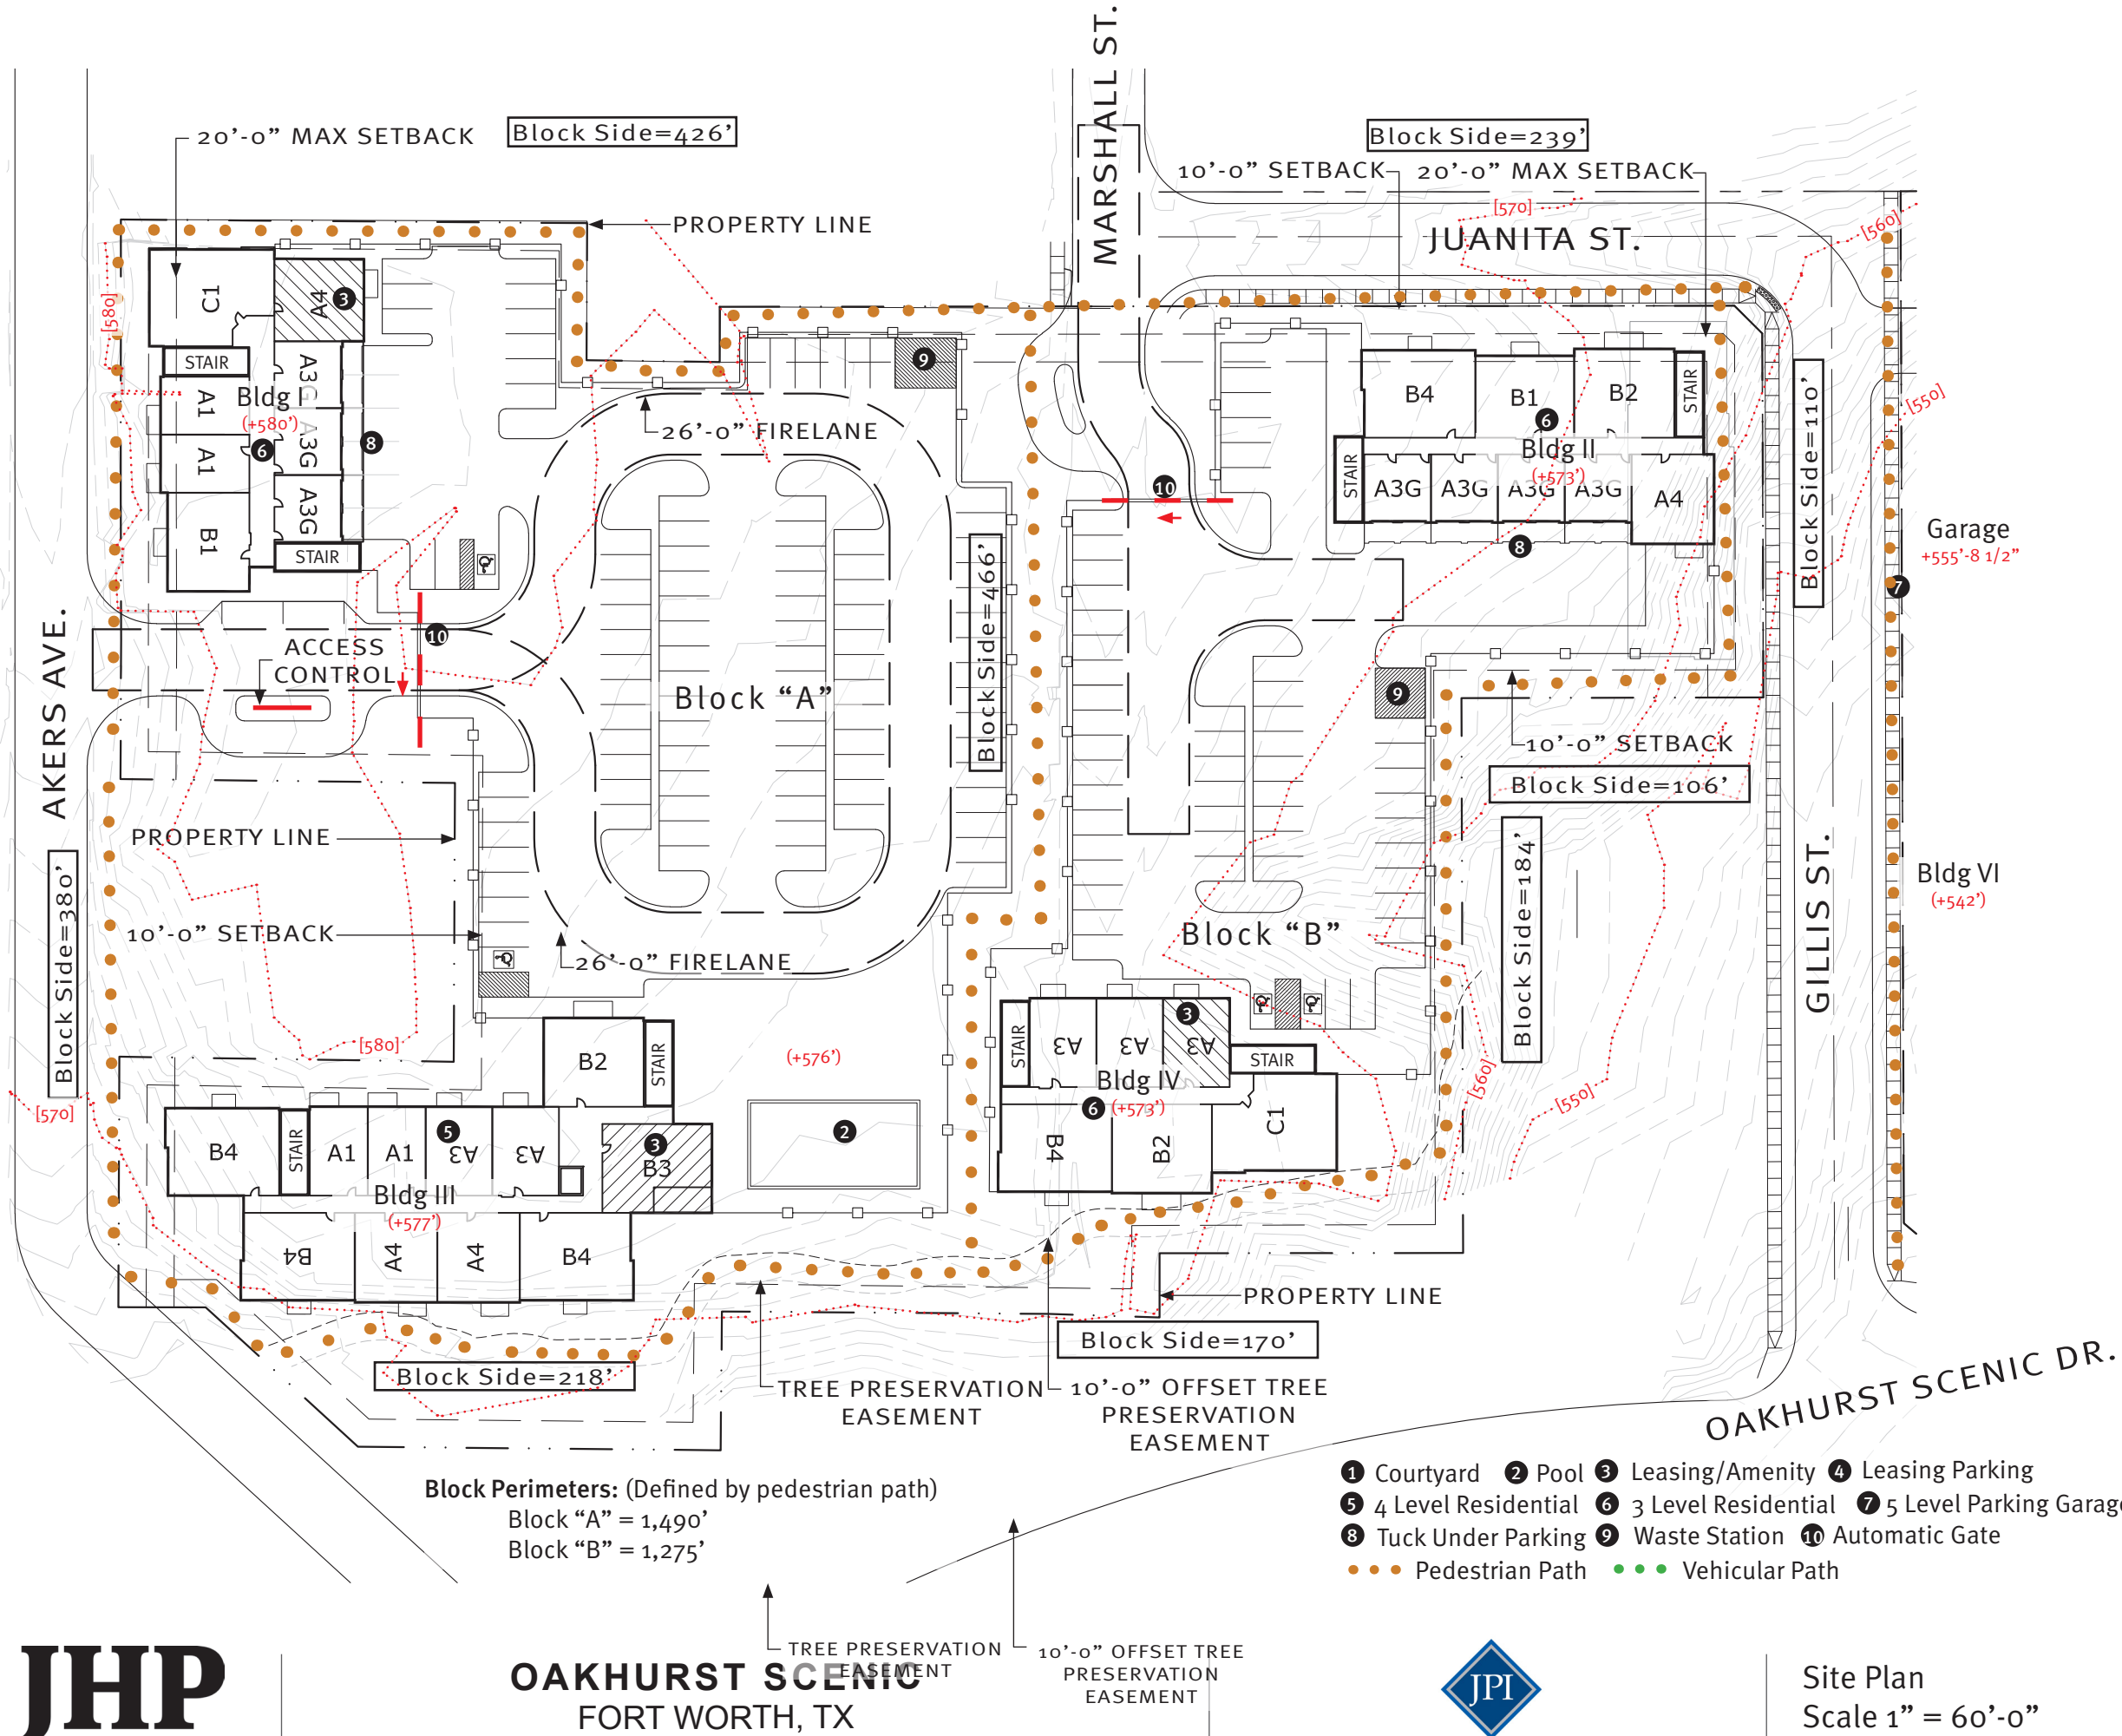 MARSHALL ST.
Block Side=426'
Block Side=239'
20'-0" MAX SETBACK
10'-0" SETBACK
20'-0" MAX SETBACK
PROPERTY LINE
[570]
[560]
JUANITA ST.
[580]
C1
A4
3
STAIR
A1
A1
B1
A3G
A3G
A3G
STAIR
Bldg I
(+580')
6
8
9
26'-0" FIRELANE
B4
B1
B2
STAIR
6
Bldg II
(+573')
STAIR
A3G
A3G
A3G
A3G
A4
8
10
Block Side=110'
[550]
Garage
+555'-8 1/2"
7
AKERS AVE.
ACCESS
CONTROL
10
Block "A"
Block Side=466'
9
10'-0" SETBACK
Block Side=106'
PROPERTY LINE
10'-0" SETBACK
26'-0" FIRELANE
Block Side=380'
Block "B"
Block Side=184'
GILLIS ST.
Bldg VI
(+542')
[580]
[570]
(+576')
2
B2
STAIR
B4
STAIR
A1
A1
5
A3
A3
3
B3
Bldg III
(+577')
B4
A4
A4
B4
STAIR
A3
A3
3
A3
STAIR
Bldg IV
6
(+573')
B4
B2
C1
[560]
[550]
PROPERTY LINE
Block Side=170'
Block Side=218'
TREE PRESERVATION
EASEMENT
10'-0" OFFSET TREE
PRESERVATION
EASEMENT
OAKHURST SCENIC DR.
Block Perimeters: (Defined by pedestrian path)
Block "A" = 1,490'
Block "B" = 1,275'
1 Courtyard 2 Pool 3 Leasing/Amenity 4 Leasing Parking
5 4 Level Residential 6 3 Level Residential 7 5 Level Parking Garag
8 Tuck Under Parking 9 Waste Station 10 Automatic Gate
Pedestrian Path Vehicular Path
TREE PRESERVATION
EASEMENT
10'-0" OFFSET TREE
PRESERVATION
EASEMENT
JHP
OAKHURST SCENIC
FORT WORTH, TX
JPI
Site Plan
Scale 1" = 60'-0"